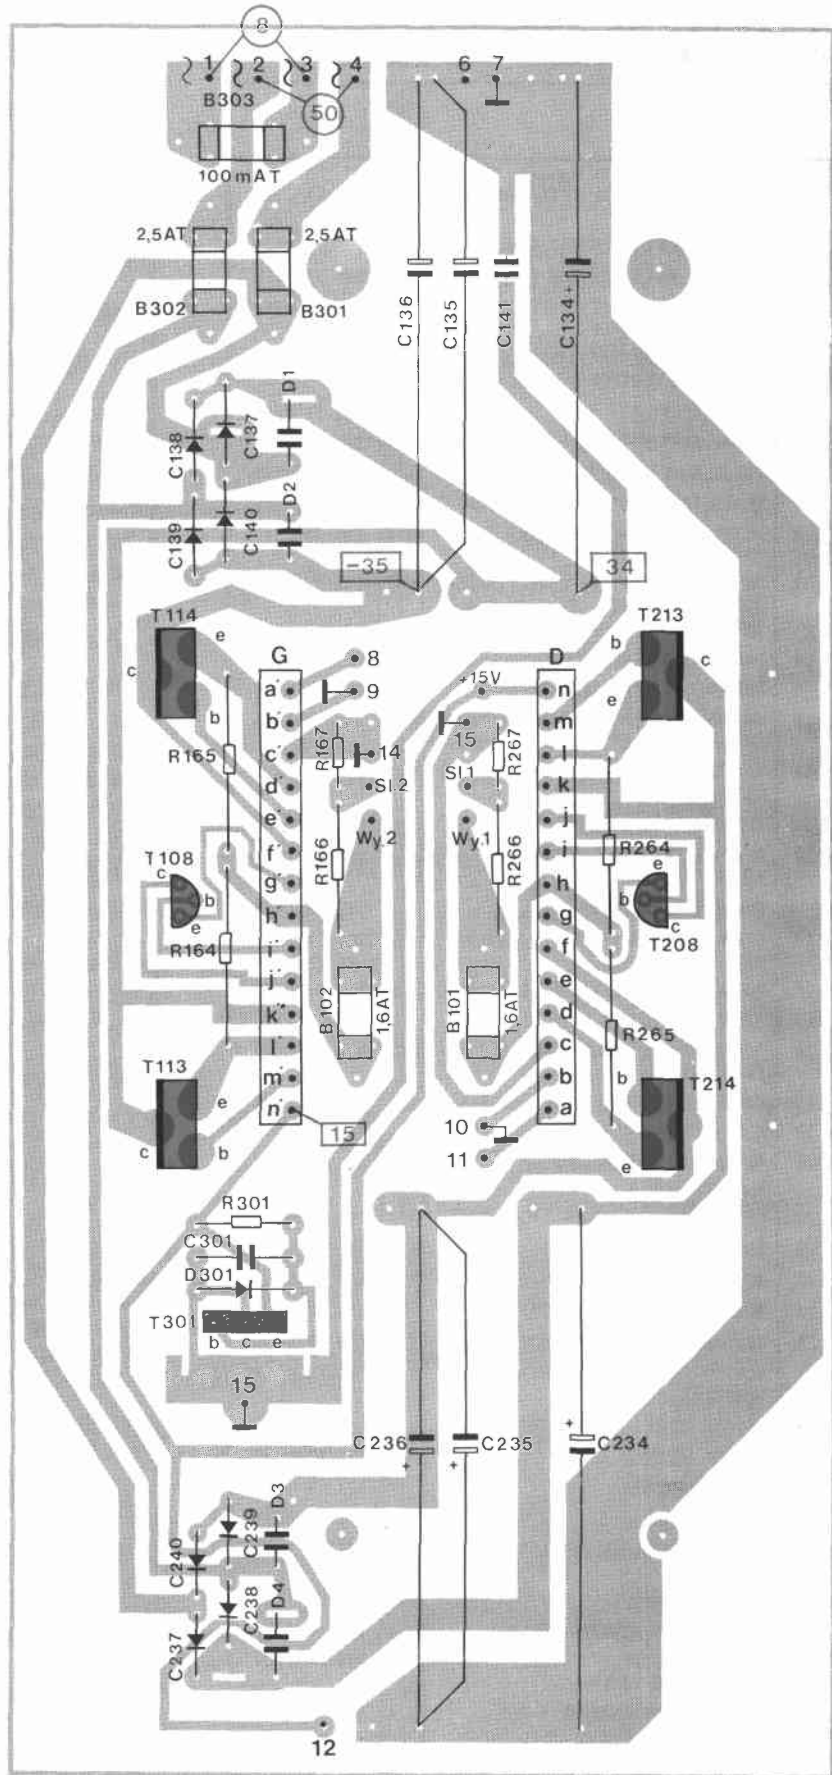 8
1 2 3 4 6 7
B303
50
100mAT
2,5AT 2,5AT
B302 B301
C136 C135 C141 C134 +
C138 C137 D1
C139 C140 D2
-35 34
T114 T213
e b
c c
b e
G D
8 +15V
a n
9
b m
15
c l
R165 R167 14 R267
d Sl.2 Sl.1 k
e Wy.2 Wy.1 j
f i
T108 R264
c e
b b
e c
g R166 R266 h
h g
T208
R164
i f
j e
k d
B102 1,6AT B101 1,6AT
R265
l c
T113 T214
e b
m b
10
n a
15
11
c b e
R301
C301
D301
T301
b c e
15
C236 + C235 + C234 +
C240 C239 D3
C237 C238 D4
12